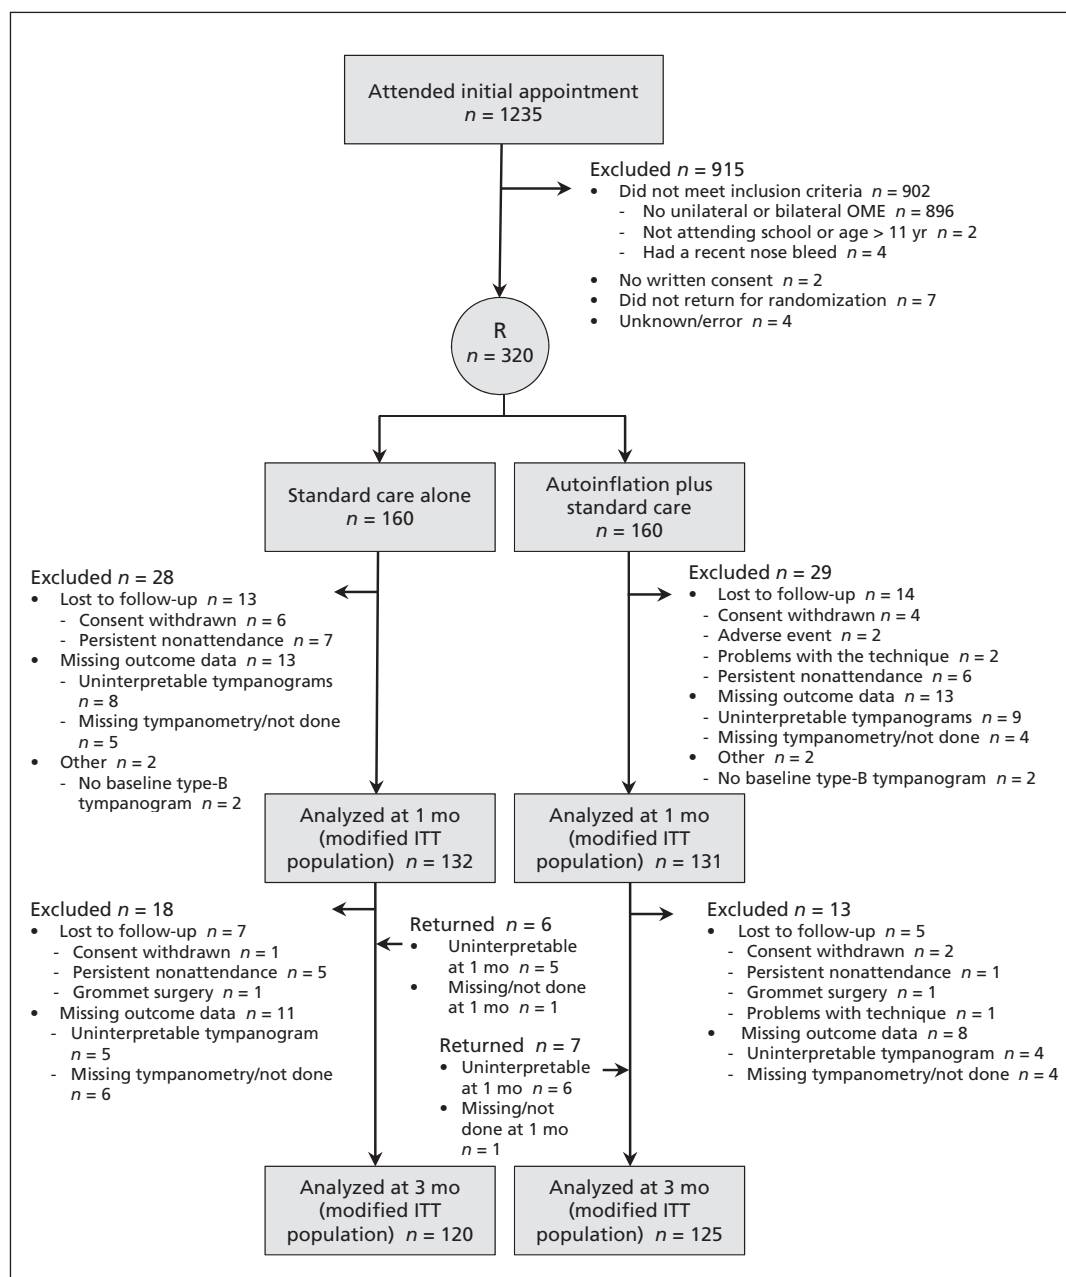 Attended initial appointment
n = 1235
Excluded n = 915
• Did not meet inclusion criteria n = 902
- No unilateral or bilateral OME n = 896
- Not attending school or age > 11 yr n = 2
- Had a recent nose bleed n = 4
• No written consent n = 2
• Did not return for randomization n = 7
• Unknown/error n = 4
R
n = 320
Standard care alone
n = 160
Autoinflation plus
standard care
n = 160
Excluded n = 28
• Lost to follow-up n = 13
- Consent withdrawn n = 6
- Persistent nonattendance n = 7
• Missing outcome data n = 13
- Uninterpretable tympanograms
n = 8
- Missing tympanometry/not done
n = 5
• Other n = 2
- No baseline type-B
tympanogram n = 2
Excluded n = 29
• Lost to follow-up n = 14
- Consent withdrawn n = 4
- Adverse event n = 2
- Problems with the technique n = 2
- Persistent nonattendance n = 6
• Missing outcome data n = 13
- Uninterpretable tympanograms n = 9
- Missing tympanometry/not done n = 4
• Other n = 2
- No baseline type-B tympanogram n = 2
Analyzed at 1 mo
(modified ITT
population) n = 132
Analyzed at 1 mo
(modified ITT
population) n = 131
Excluded n = 18
• Lost to follow-up n = 7
- Consent withdrawn n = 1
- Persistent nonattendance n = 5
- Grommet surgery n = 1
• Missing outcome data n = 11
- Uninterpretable tympanogram
n = 5
- Missing tympanometry/not done
n = 6
Returned n = 6
• Uninterpretable
at 1 mo n = 5
• Missing/not done
at 1 mo n = 1
Returned n = 7
• Uninterpretable
at 1 mo n = 6
• Missing/not
done at 1 mo
n = 1
Excluded n = 13
• Lost to follow-up n = 5
- Consent withdrawn n = 2
- Persistent nonattendance n = 1
- Grommet surgery n = 1
- Problems with technique n = 1
• Missing outcome data n = 8
- Uninterpretable tympanogram n = 4
- Missing tympanometry/not done n = 4
Analyzed at 3 mo
(modified ITT
population) n = 120
Analyzed at 3 mo
(modified ITT
population) n = 125